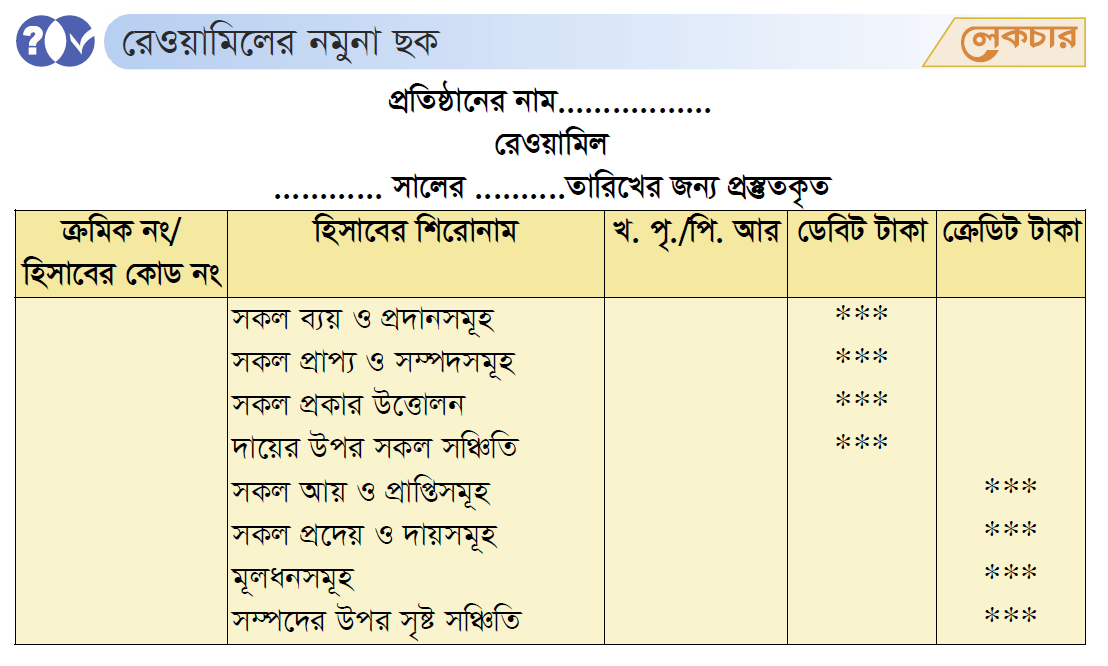 রেওয়ামিলের নমুনা ছক
লেকচার
প্রতিষ্ঠানের নাম.................
রেওয়ামিল
............ সালের ..........তারিখের জন্য প্রস্তুতকৃত
ক্রমিক নং/ হিসাবের কোড নং হিসাবের শিরোনাম খ. পৃ./পি. আর ডেবিট টাকা ক্রেডিট টাকা
সকল ব্যয় ও প্রদানসমূহ ***
সকল প্রাপ্য ও সম্পদসমূহ ***
সকল প্রকার উত্তোলন ***
দায়ের উপর সকল সঞ্চিতি ***
সকল আয় ও প্রাপ্তিসমূহ ***
সকল প্রদেয় ও দায়সমূহ ***
মূলধনসমূহ ***
সম্পদের উপর সৃষ্ট সঞ্চিতি ***